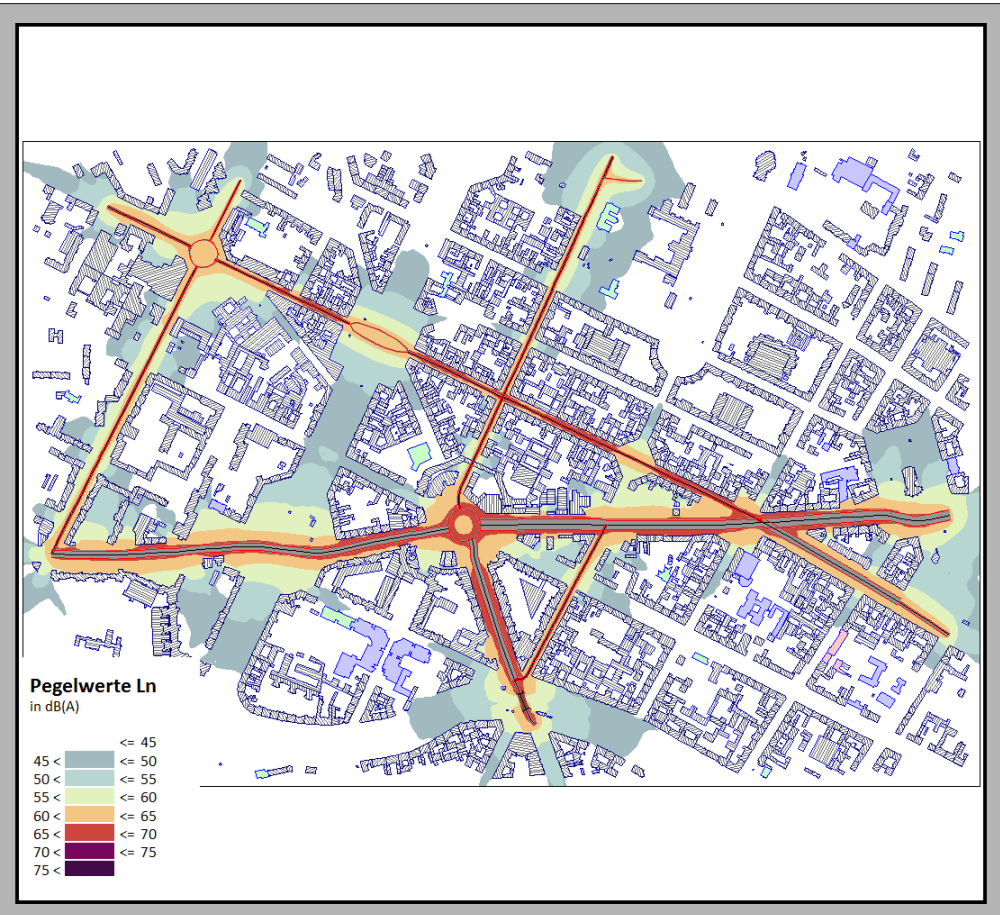 Pegelwerte Ln
in dB(A)
<= 45
45 < <= 50
50 < <= 55
55 < <= 60
60 < <= 65
65 < <= 70
70 < <= 75
75 <